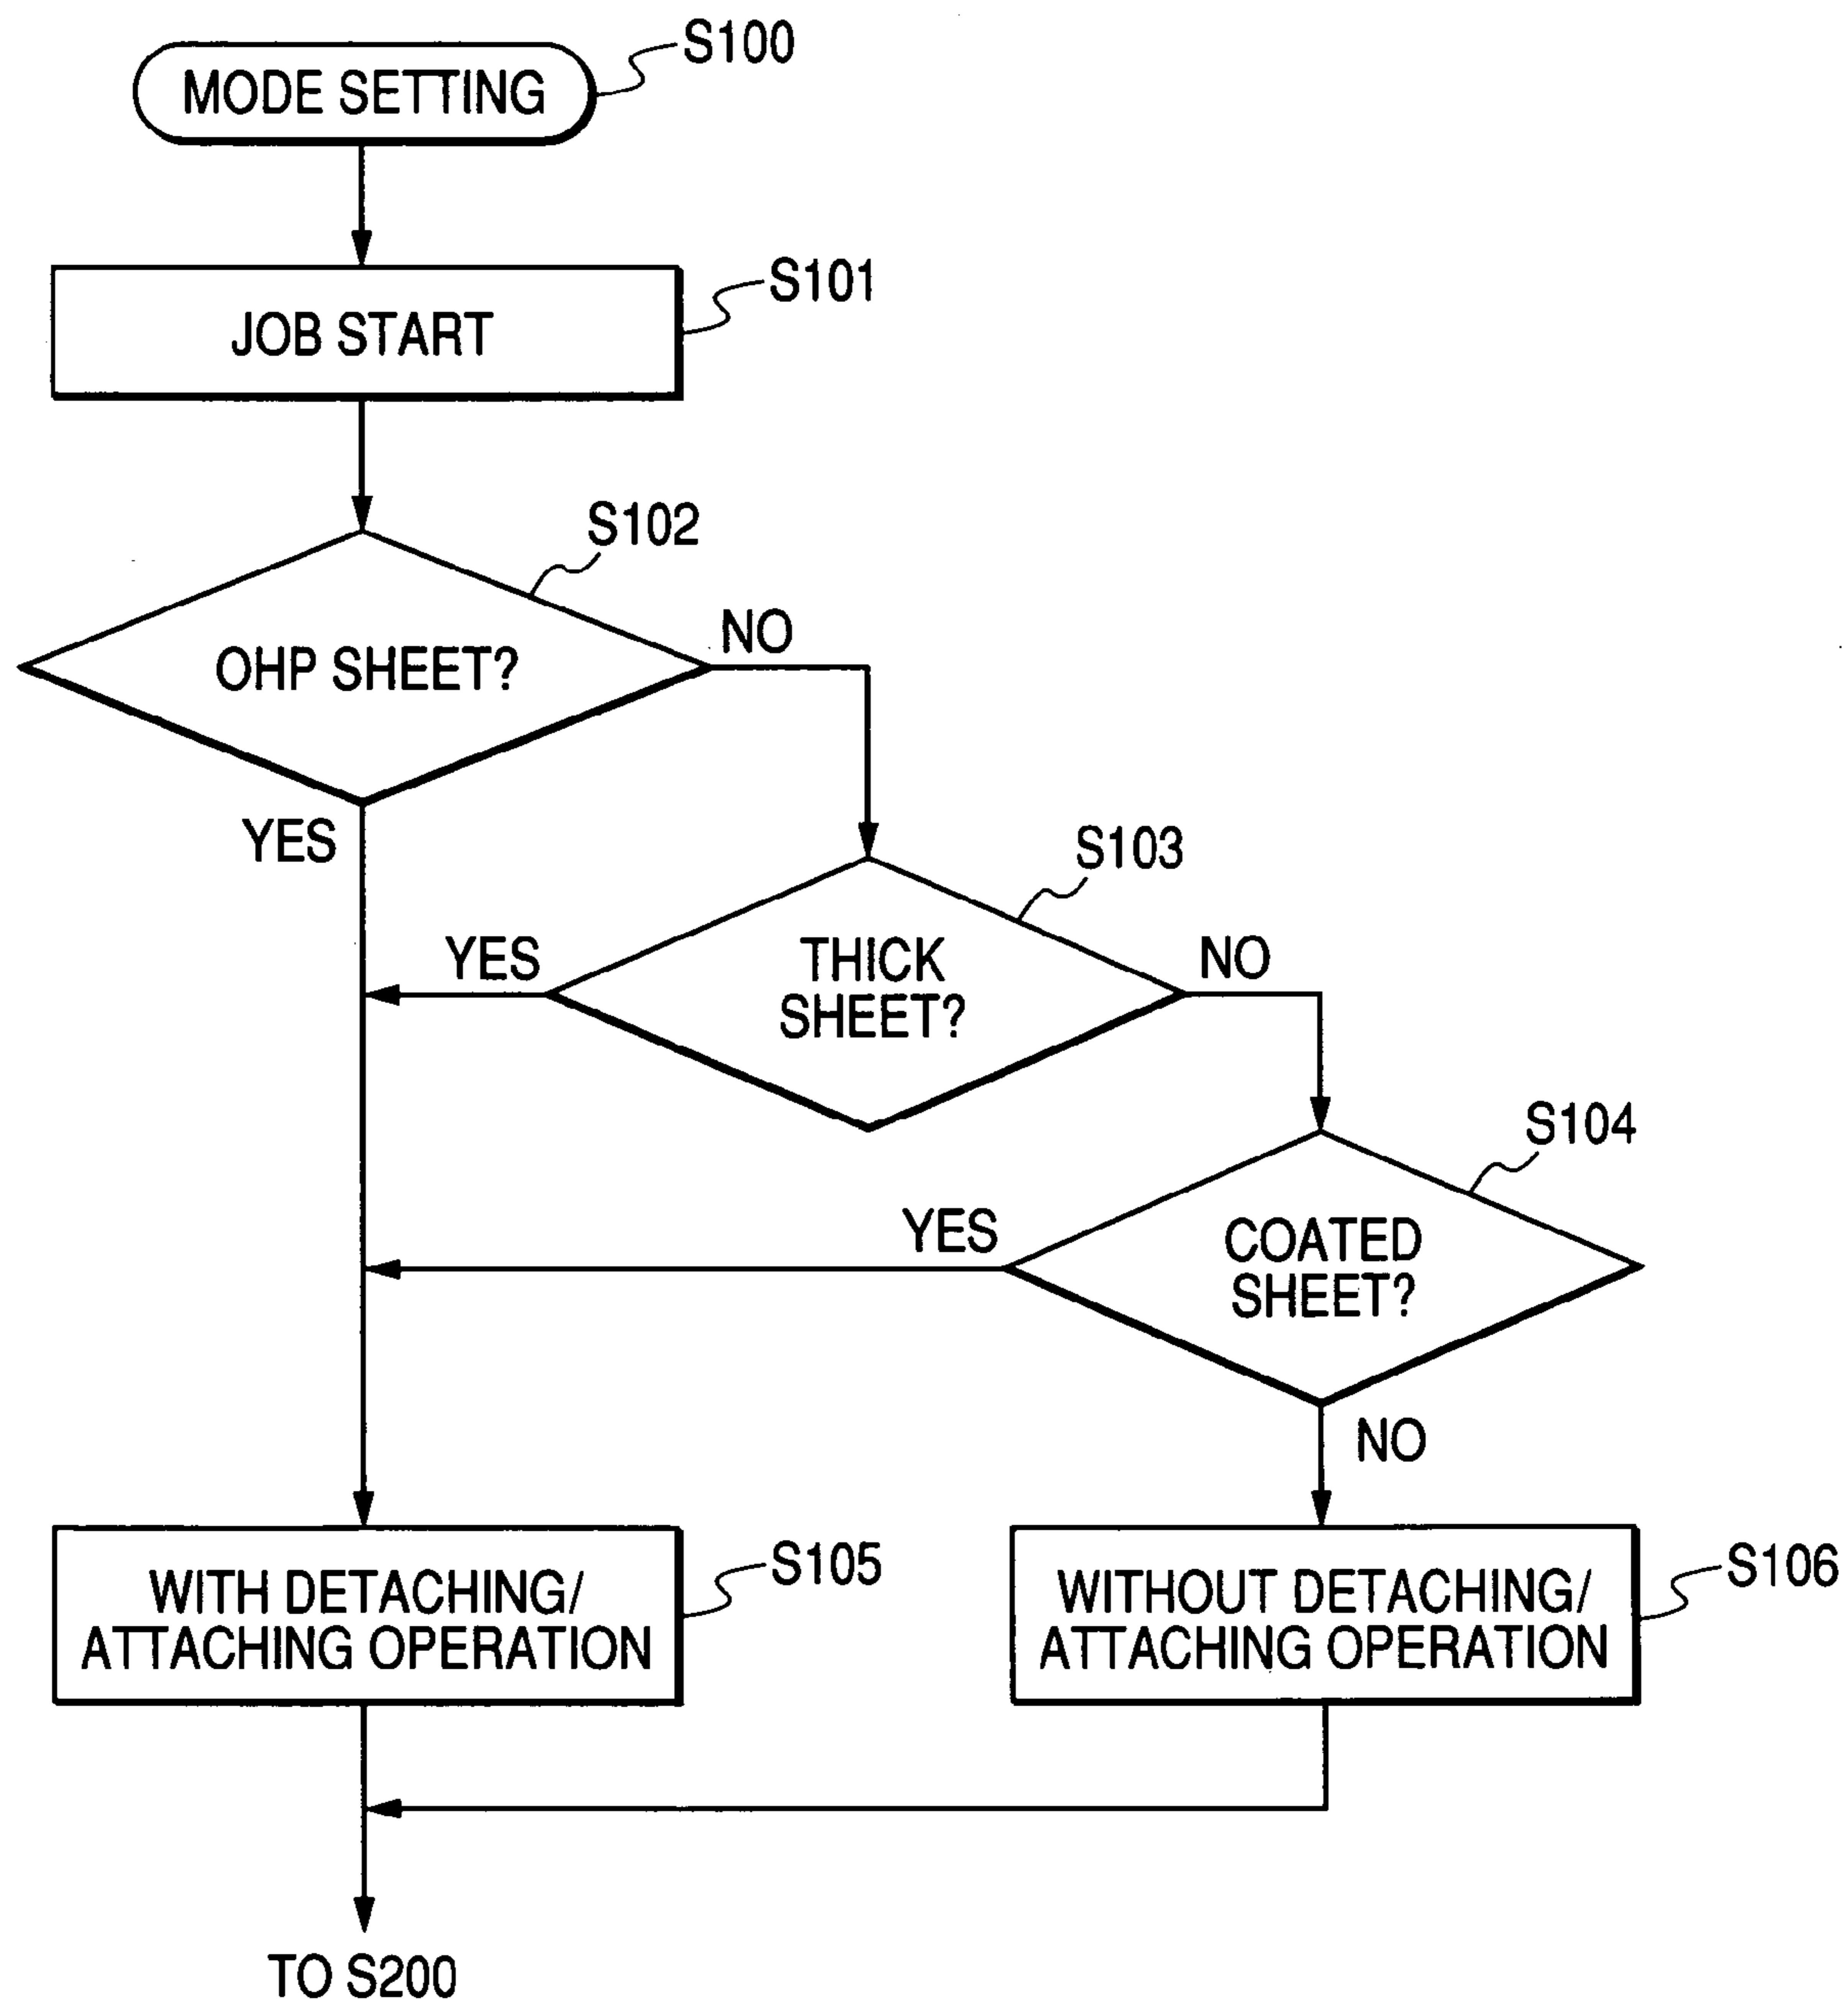 MODE SETTING
S100
JOB START
S101
S102
OHP SHEET?
NO
YES
S103
THICK
SHEET?
YES
NO
S104
COATED
SHEET?
YES
NO
WITH DETACHING/
ATTACHING OPERATION
S105
WITHOUT DETACHING/
ATTACHING OPERATION
S106
TO S200